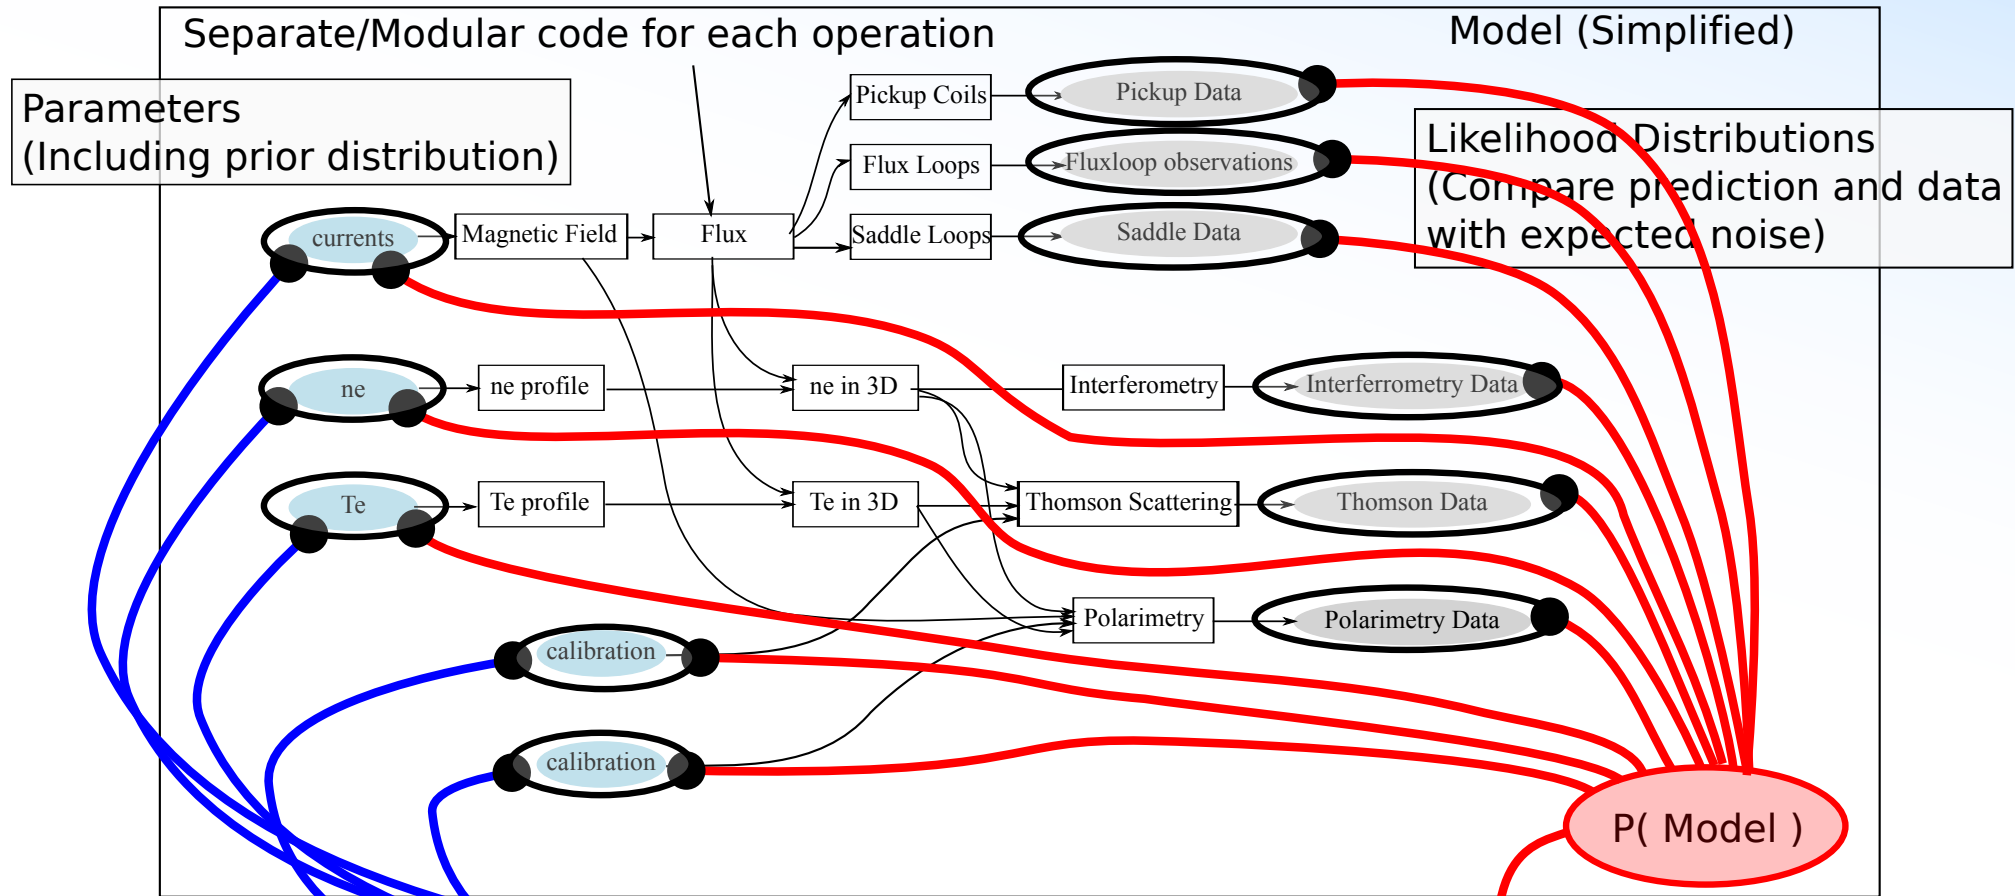 Separate/Modular code for each operation
Model (Simplified)
Parameters
(Including prior distribution)
Likelihood Distributions
(Compare prediction and data
with expected noise)
Pickup Coils
Pickup Data
Flux Loops
Fluxloop observations
currents
Magnetic Field
Flux
Saddle Loops
Saddle Data
ne
ne profile
ne in 3D
Interferometry
Interferrometry Data
Te
Te profile
Te in 3D
Thomson Scattering
Thomson Data
Polarimetry
Polarimetry Data
calibration
calibration
P( Model )